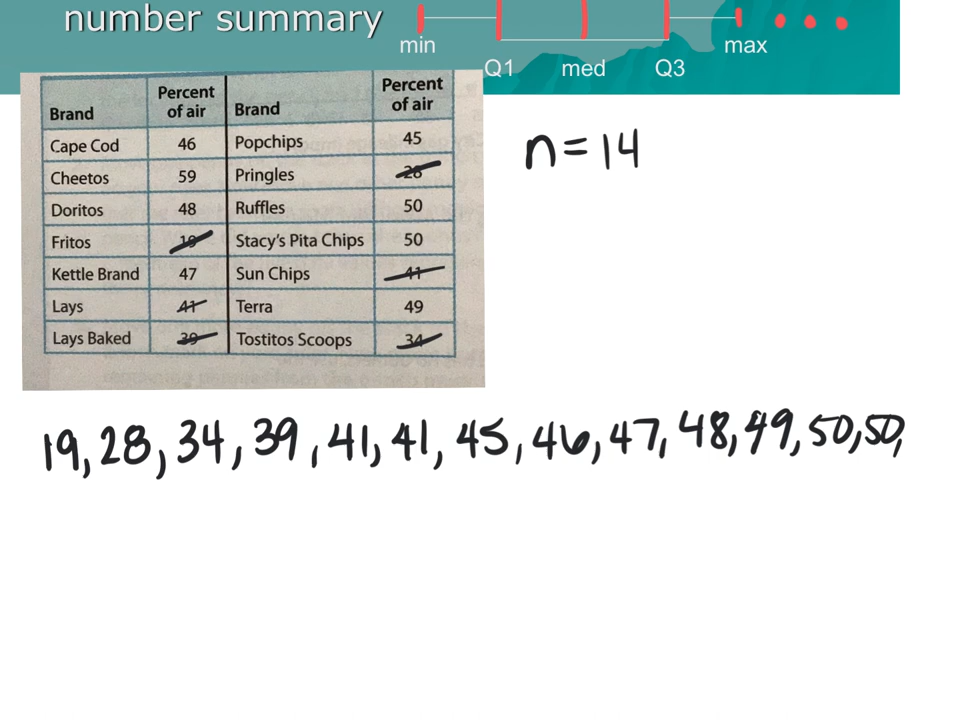 number summary
min
max
Q1 med Q3
Brand Percent of air Brand Percent of air
Cape Cod 46 Popchips 45
Cheetos 59 Pringles 28
Doritos 48 Ruffles 50
Fritos 19 Stacy's Pita Chips 50
Kettle Brand 47 Sun Chips 41
Lays 41 Terra 49
Lays Baked 39 Tostitos Scoops 34
n = 14
19, 28, 34, 39, 41, 41, 45, 46, 47, 48, 49, 50, 50,